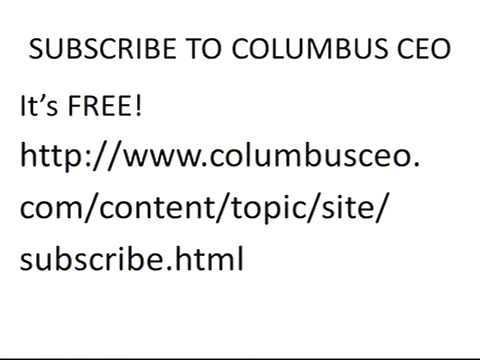 SUBSCRIBE TO COLUMBUS CEO
It’s FREE!
http://www.columbusceo.
com/content/topic/site/
subscribe.html